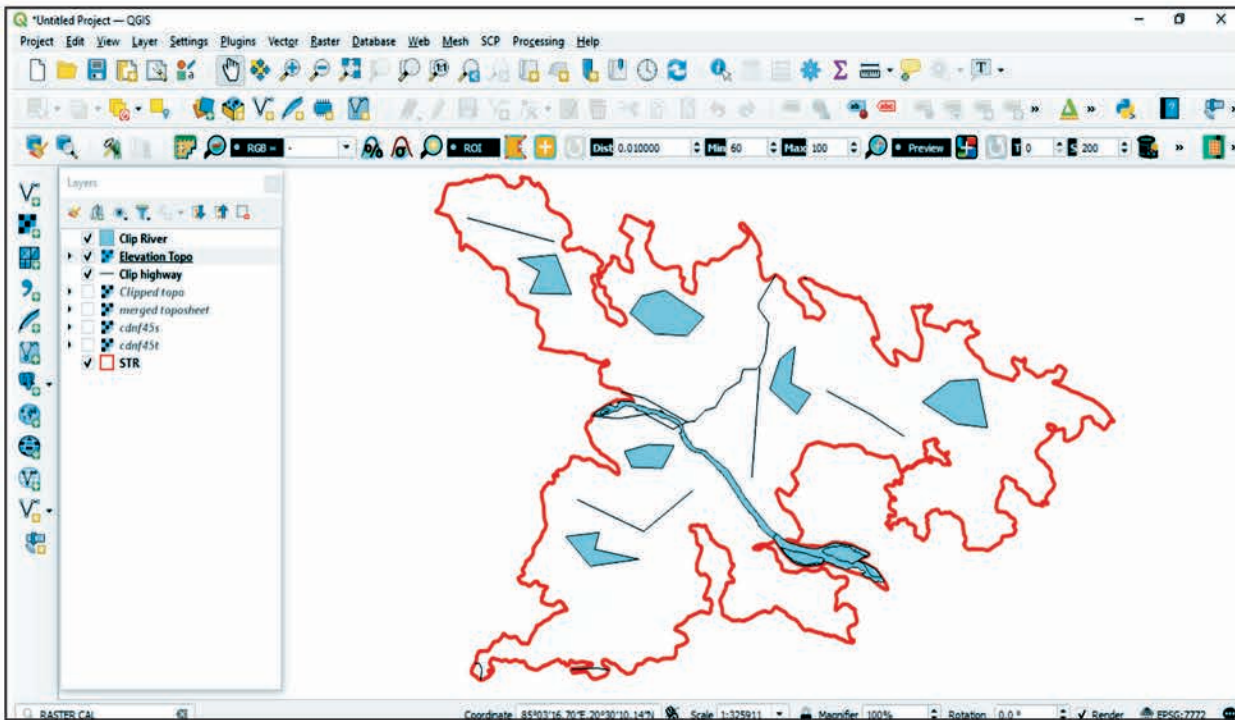 *Untitled Project — QGIS
Project Edit View Layer Settings Plugins Vector Raster Database Web Mesh SCP Processing Help
RGB = - ROI Dist 0.010000 Min 60 Max 100 Preview T 0 S 200
Layers
Clip River
Elevation Topo
Clip highway
Clipped topo
merged toposheet
cdnf45s
cdnf45t
STR
RASTER CAL Coordinate 85°03'16.70"E,20°30'10.14"N Scale 1:325911 Magnifier 100% Rotation 0.0 ° Render EPSG:7772